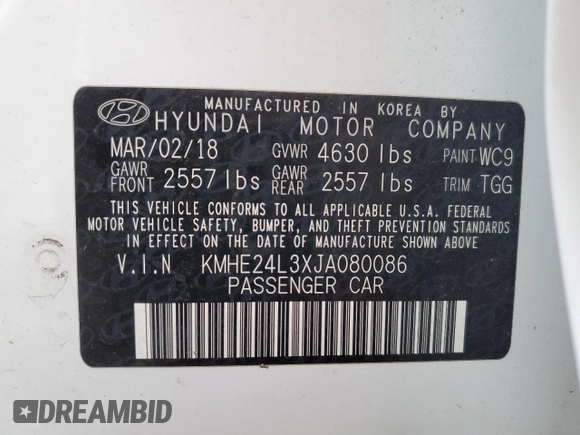 MANUFACTURED IN KOREA BY
HYUNDAI MOTOR COMPANY
MAR/02/18 GVWR 4630 lbs PAINT WC9
GAWR FRONT 2557 lbs GAWR REAR 2557 lbs TRIM TGG
THIS VEHICLE CONFORMS TO ALL APPLICABLE U.S.A. FEDERAL
MOTOR VEHICLE SAFETY, BUMPER, AND THEFT PREVENTION
STANDARDS IN EFFECT ON THE DATE OF MANUFACTURE SHOWN ABOVE.
V.I.N KMHE24L3XJA080086
PASSENGER CAR
DREAMBID